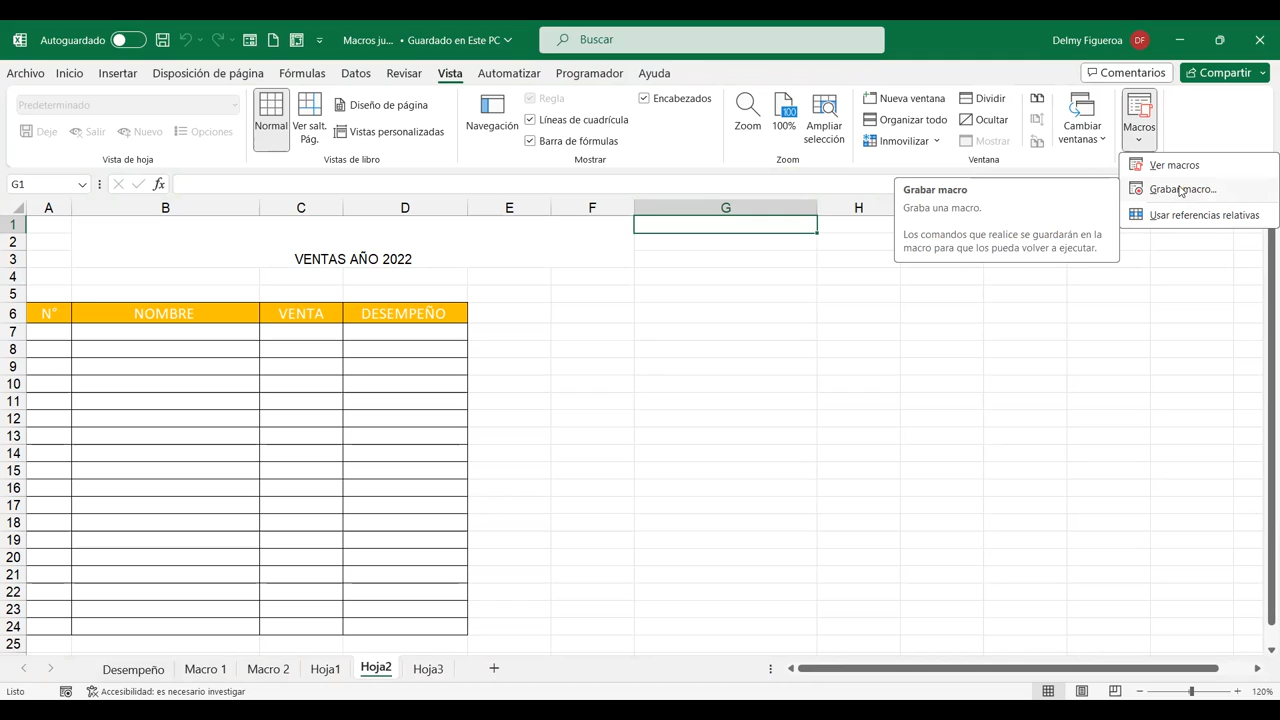 Autoguardado
Macros ju... • Guardado en Este PC
Buscar
Delmy Figueroa DF
Archivo Inicio Insertar Disposición de página Fórmulas Datos Revisar Vista Automatizar Programador Ayuda
Comentarios Compartir
Predeterminado
Deje Salir Nuevo Opciones
Vista de hoja
Normal
Ver salt. Pág.
Diseño de página
Vistas personalizadas
Vistas de libro
Navegación
Regla
Encabezados
Líneas de cuadrícula
Barra de fórmulas
Mostrar
Zoom
100
100%
Ampliar selección
Zoom
Nueva ventana
Organizar todo
Inmovilizar
Dividir
Ocultar
Mostrar
Ventana
Cambiar ventanas
Macros
Ver macros
Grabar macro...
Usar referencias relativas
Grabar macro
Graba una macro.
Los comandos que realice se guardarán en la
macro para que los pueda volver a ejecutar.
G1 fx
A B C D E F G H
1
2
3 VENTAS AÑO 2022
4
5
6 N° NOMBRE VENTA DESEMPEÑO
7
8
9
10
11
12
13
14
15
16
17
18
19
20
21
22
23
24
25
Desempeño Macro 1 Macro 2 Hoja1 Hoja2 Hoja3
Listo Accesibilidad: es necesario investigar 120%